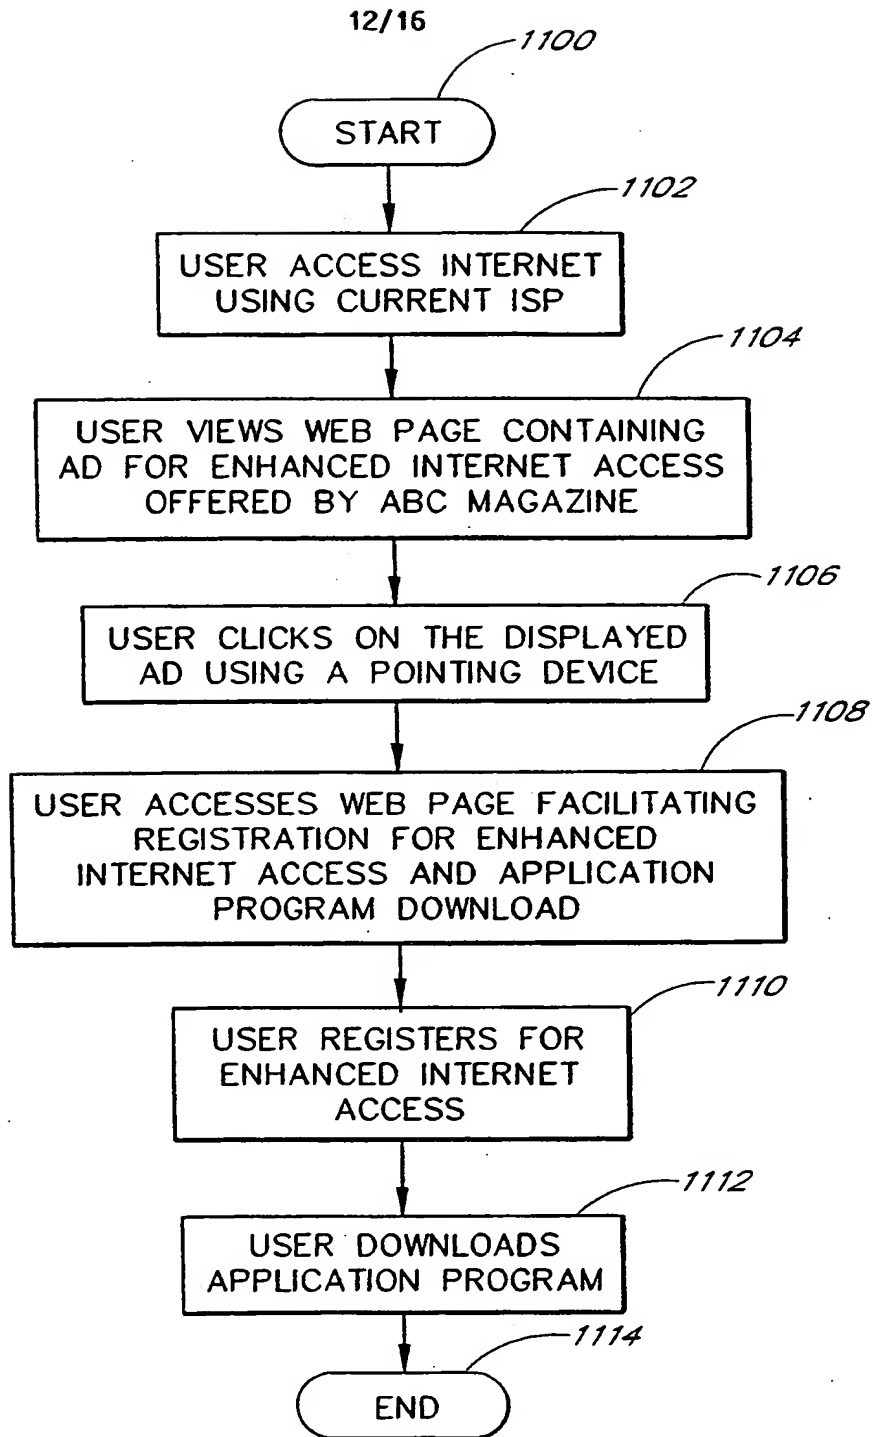 12/16
1100
START
1102
USER ACCESS INTERNET
USING CURRENT ISP
1104
USER VIEWS WEB PAGE CONTAINING
AD FOR ENHANCED INTERNET ACCESS
OFFERED BY ABC MAGAZINE
1106
USER CLICKS ON THE DISPLAYED
AD USING A POINTING DEVICE
1108
USER ACCESSES WEB PAGE FACILITATING
REGISTRATION FOR ENHANCED
INTERNET ACCESS AND APPLICATION
PROGRAM DOWNLOAD
1110
USER REGISTERS FOR
ENHANCED INTERNET
ACCESS
1112
USER DOWNLOADS
APPLICATION PROGRAM
1114
END